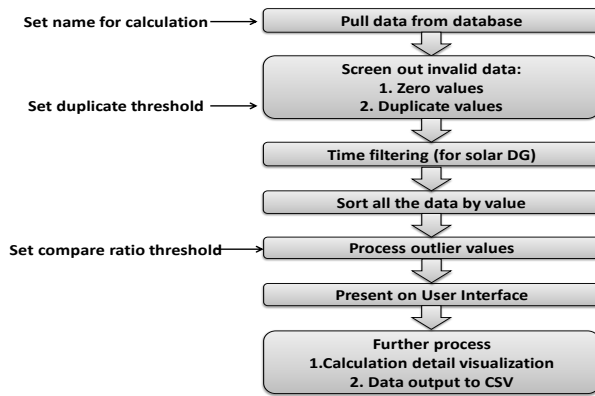 Set name for calculation
Pull data from database
Screen out invalid data:
1. Zero values
2. Duplicate values
Set duplicate threshold
Time filtering (for solar DG)
Sort all the data by value
Set compare ratio threshold
Process outlier values
Present on User Interface
Further process
1.Calculation detail visualization
2. Data output to CSV